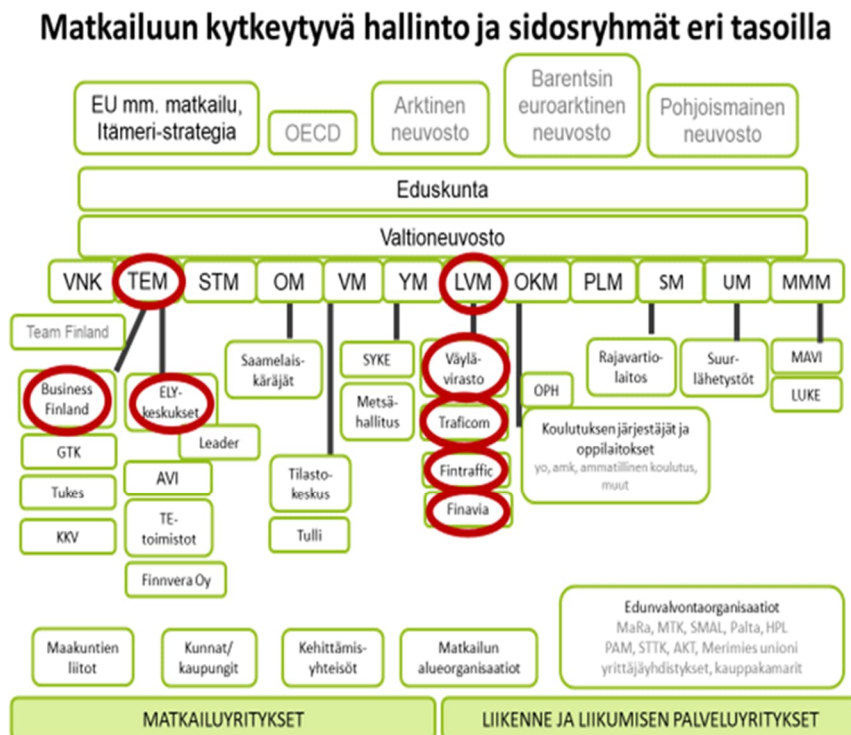 Matkailuun kytkeytyvä hallinto ja sidosryhmät eri tasoilla
EU mm. matkailu,
Itämeri-strategia
OECD
Arktinen
neuvosto
Barentsin
euroarktinen
neuvosto
Pohjoismainen
neuvosto
Eduskunta
Valtioneuvosto
VNK
TEM
STM
OM
VM
YM
LVM
OKM
PLM
SM
UM
MMM
Team Finland
Business
Finland
GTK
Tukes
KKV
ELY-
keskukset
Leader
AVI
TE-
toimistot
Finnvera Oy
Saamelais-
käräjät
Tilasto-
keskus
Tulli
SYKE
Metsä-
hallitus
Väylä-
virasto
Traficom
Fintraffic
Finavia
OPH
Koulutuksen järjestäjät ja
oppilaitokset
yo, amk, ammatillinen koulutus,
muut
Rajavartio-
laitos
Suur-
lähetystöt
MAVI
LUKE
Maakuntien
liitot
Kunnat/
kaupungit
Kehittämis-
yhteisöt
Matkailun
alueorganisaatiot
Edunvalvontaorganisaatiot
MaRa, MTK, SMAL, Palta, HPL
PAM, STTK, AKT, Merimies unioni
yrittäjäyhdistykset, kauppakamarit
MATKAILUYRITYKSET
LIIKENNE JA LIIKUMISEN PALVELUYRITYKSET